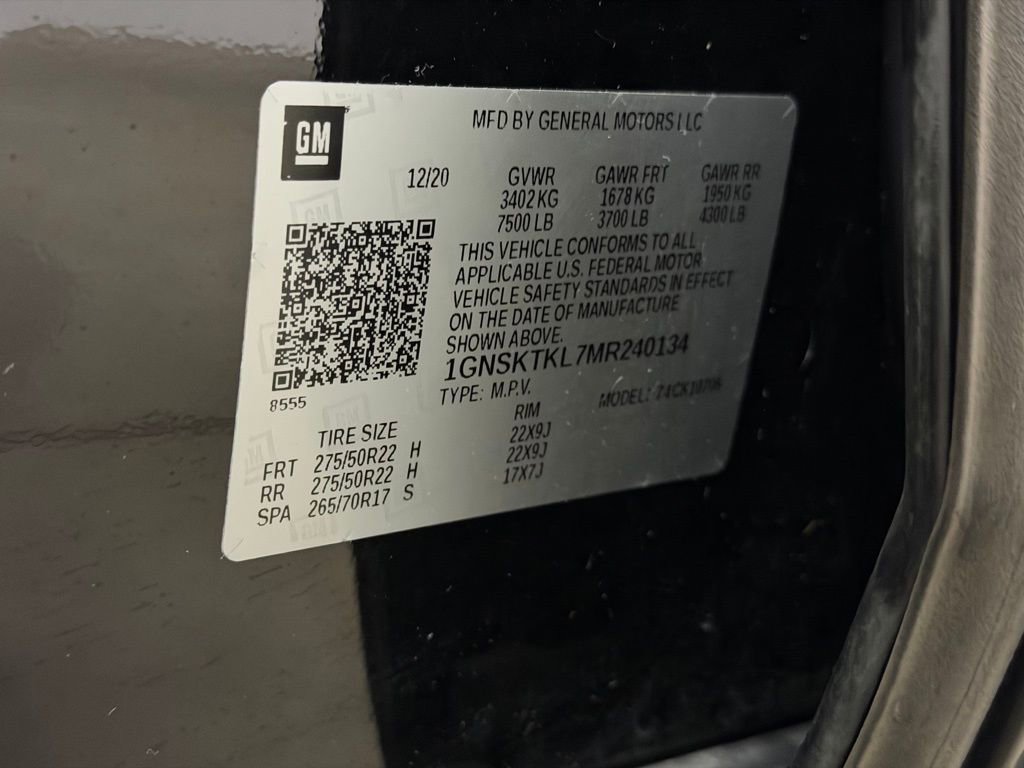 GM
MFD BY GENERAL MOTORS LLC
12/20 GVWR GAWR FRT GAWR RR
3402 KG 1678 KG 1950 KG
7500 LB 3700 LB 4300 LB
THIS VEHICLE CONFORMS TO ALL
APPLICABLE U.S. FEDERAL MOTOR
VEHICLE SAFETY STANDARDS IN EFFECT
ON THE DATE OF MANUFACTURE
SHOWN ABOVE.
1GNSKTKL7MR240134
8555
TYPE: M.P.V. MODEL:
TIRE SIZE RIM
FRT 275/50R22 H 22X9J
RR 275/50R22 H 22X9J
SPA 265/70R17 S 17X7J